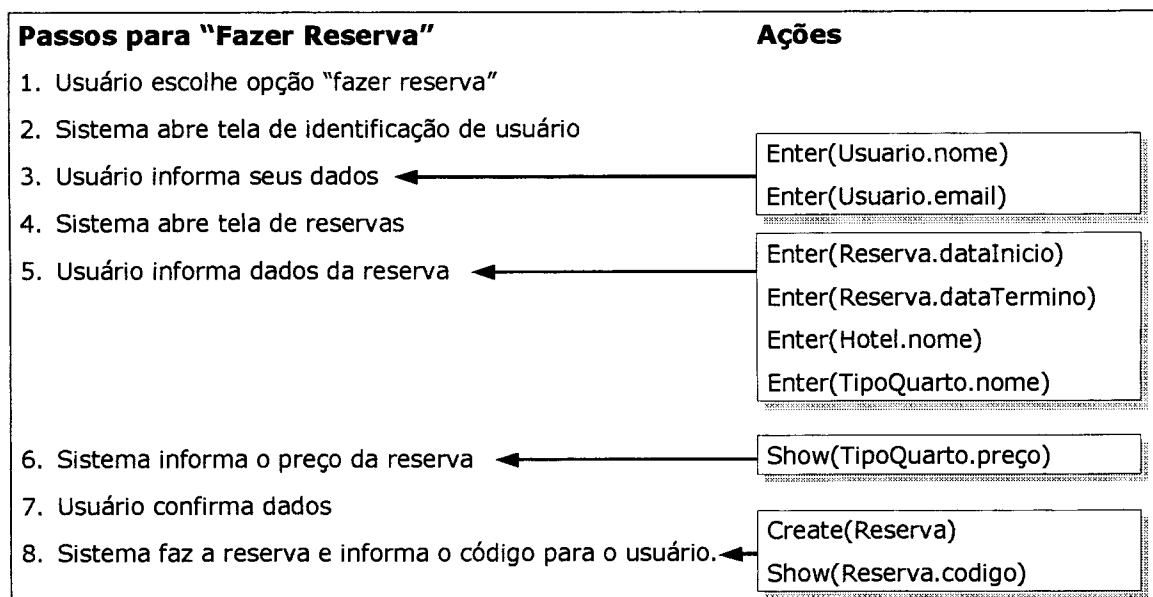 Passos para “Fazer Reserva”
Ações
1. Usuário escolhe opção “fazer reserva”
2. Sistema abre tela de identificação de usuário
3. Usuário informa seus dados
Enter(Usuario.nome)
Enter(Usuario.email)
4. Sistema abre tela de reservas
5. Usuário informa dados da reserva
Enter(Reserva.dataInicio)
Enter(Reserva.dataTermino)
Enter(Hotel.nome)
Enter(TipoQuarto.nome)
6. Sistema informa o preço da reserva
Show(TipoQuarto.preço)
7. Usuário confirma dados
8. Sistema faz a reserva e informa o código para o usuário.
Create(Reserva)
Show(Reserva.codigo)